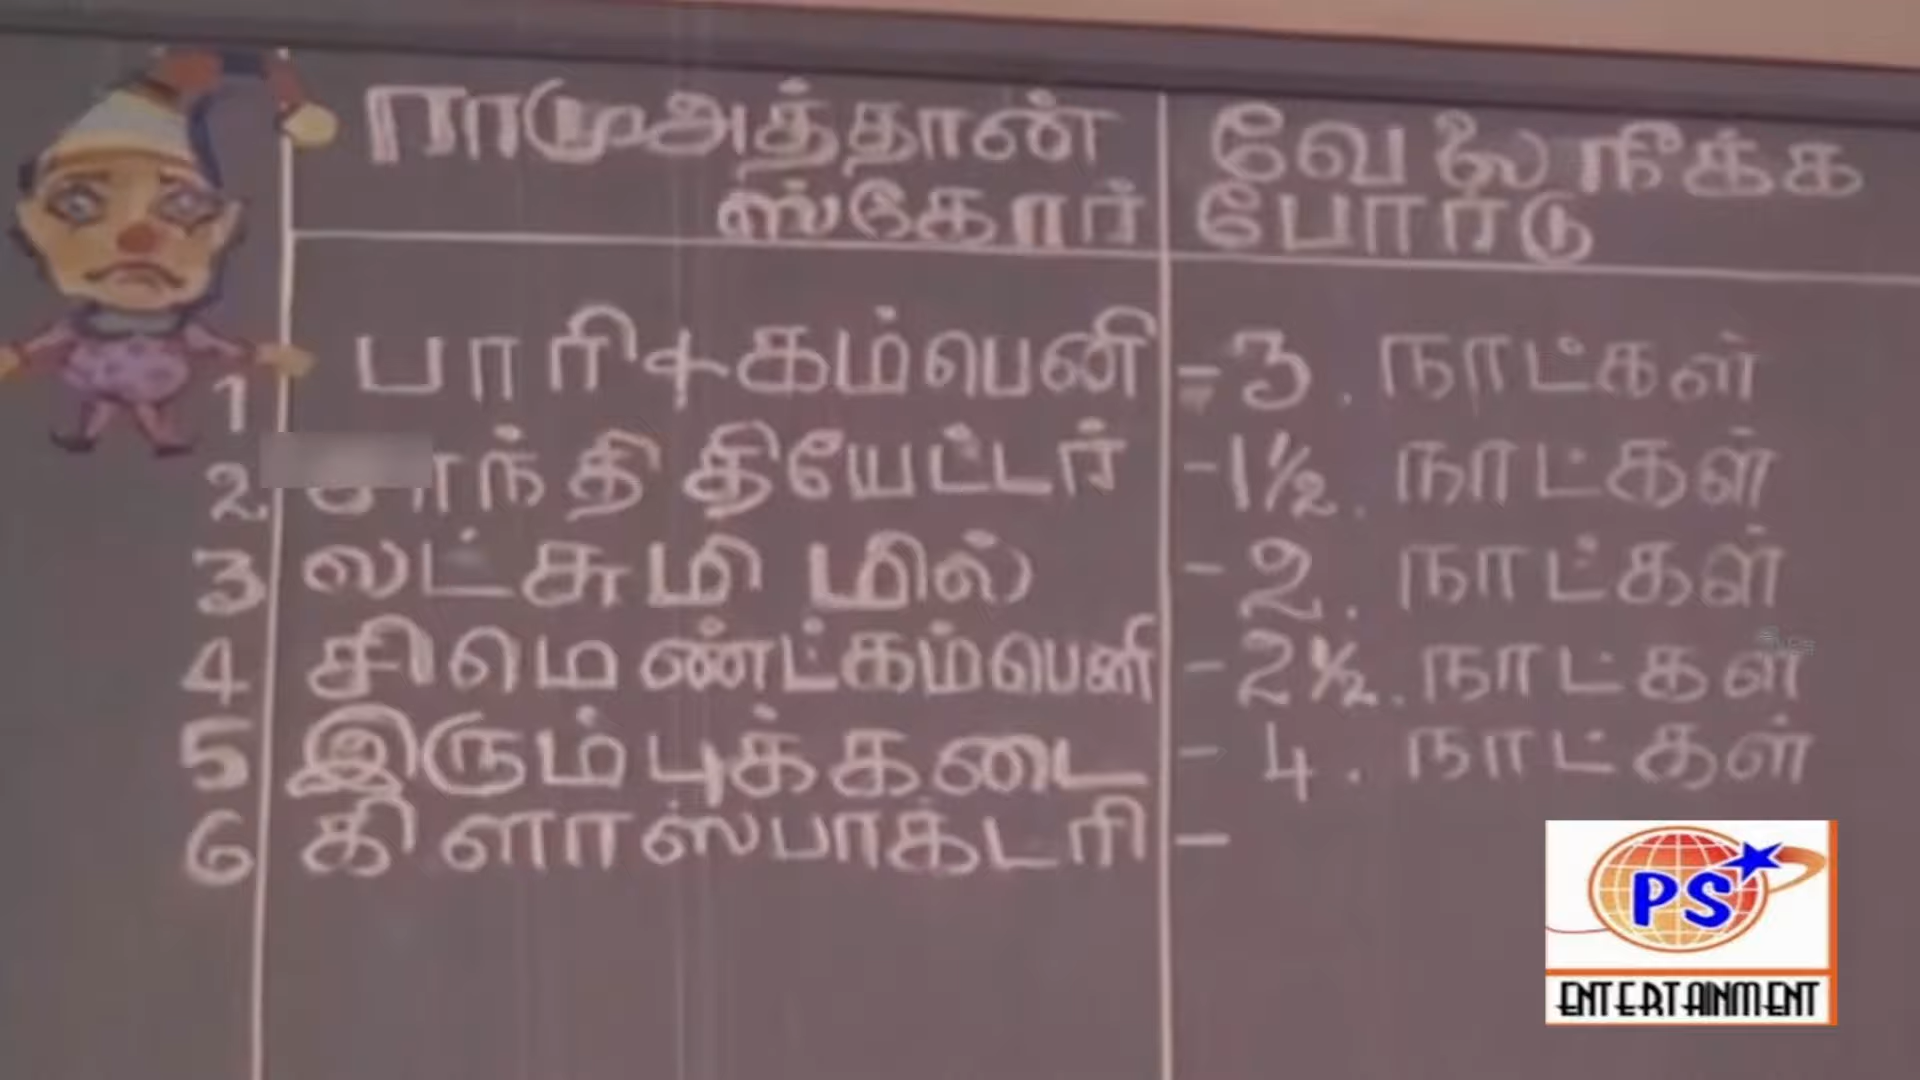 ராமு அத்தான் ஸ்கோர்
வேலை நீக்க போர்டு
1 பாரி + கம்பெனி - 3. நாட்கள்
2. தியேட்டர் - 1½. நாட்கள்
3 லட்சுமி மில் - 2. நாட்கள்
4 சிமெண்ட் கம்பெனி - 2½. நாட்கள்
5 இரும்புக்கடை - 4. நாட்கள்
6 கிளாஸ் பாக்டரி -
PS
ENTERTAINMENT